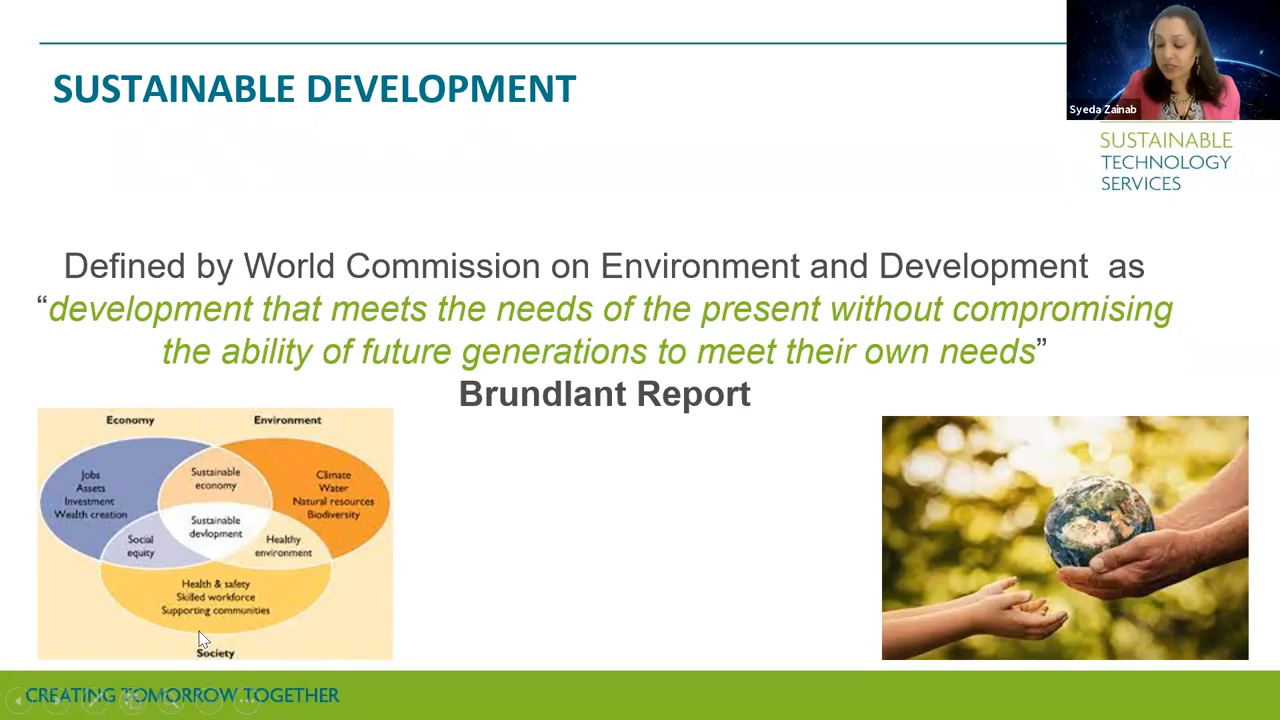 SUSTAINABLE DEVELOPMENT
Syeda Zainab
SUSTAINABLE
TECHNOLOGY
SERVICES
Defined by World Commission on Environment and Development as
“development that meets the needs of the present without compromising
the ability of future generations to meet their own needs”
Brundlant Report
Economy
Environment
Jobs
Assets
Investment
Wealth creation
Sustainable
economy
Climate
Water
Natural resources
Biodiversity
Sustainable
devlopment
Social
equity
Healthy
environment
Health & safety
Skilled workforce
Supporting communities
Society
CREATING TOMORROW TOGETHER